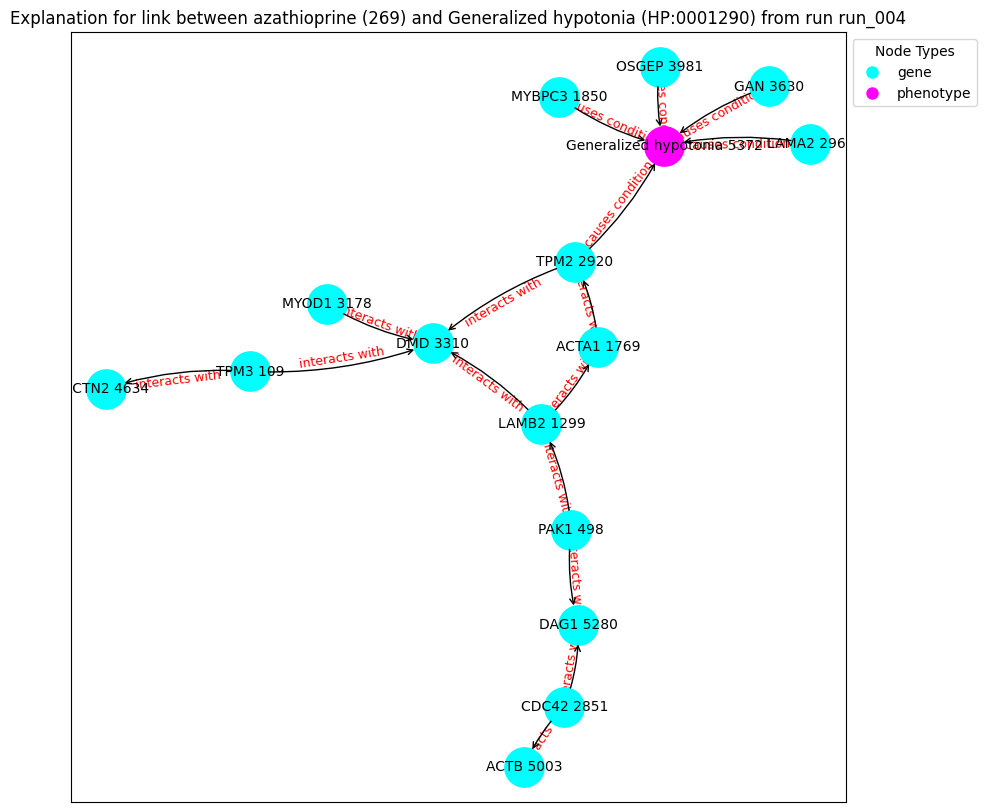 Explanation for link between azathioprine (269) and Generalized hypotonia (HP:0001290) from run run_004
Node Types
gene
phenotype
OSGEP 3981
GAN 3630
MYBPC3 1850
Generalized hypotonia 5372
LAMA2 296
causes condition
causes condition
TPM2 2920
interacts with
MYOD1 3178
interacts with
DMD 3310
ACTA1 1769
interacts with
TPM3 109
interacts with
CTN2 4634
interacts with
LAMB2 1299
PAK1 498
DAG1 5280
CDC42 2851
ACTB 5003